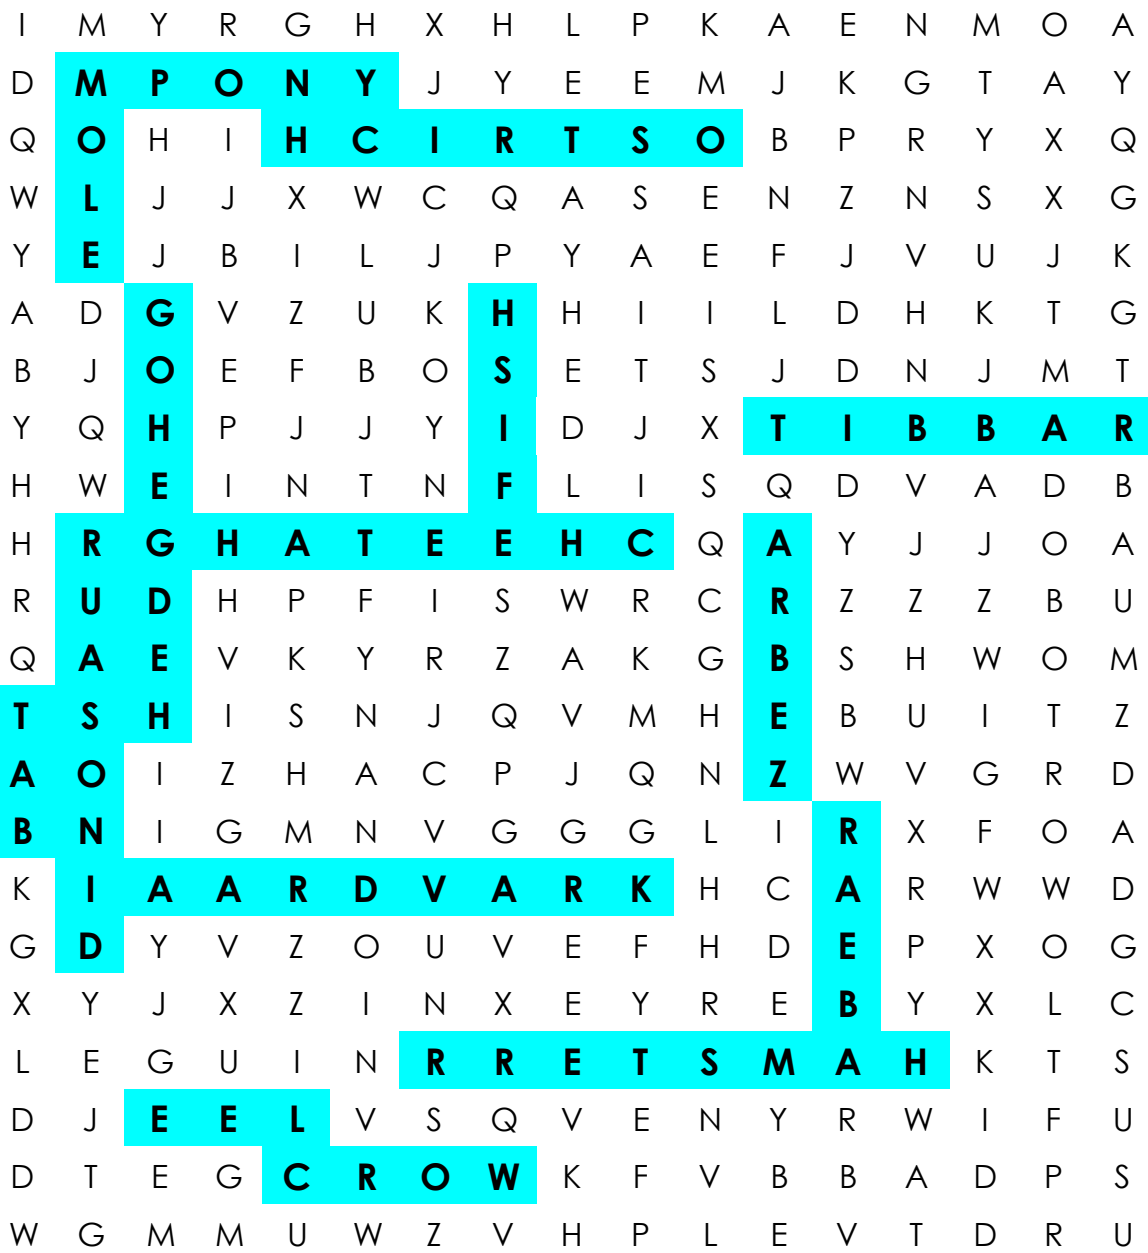 I M Y R G H X H L P K A E N M O A
D M P O N Y J Y E E M J K G T A Y
Q O H I H C I R T S O B P R Y X Q
W L J J X W C Q A S E N Z N S X G
Y E J B I L J P Y A E F J V U J K
A D G V Z U K H H I I L D H K T G
B J O E F B O S E T S J D N J M T
Y Q H P J J Y I D J X T I B B A R
H W E I N T N F L I S Q D V A D B
H R G H A T E E H C Q A Y J J O A
R U D H P F I S W R C R Z Z Z B U
Q A E V K Y R Z A K G B S H W O M
T S H I S N J Q V M H E B U I T Z
A O I Z H A C P J Q N Z W V G R D
B N I G M N V G G G L I R X F O A
K I A A R D V A R K H C A R W W D
G D Y V Z O U V E F H D E P X O G
X Y J X Z I N X E Y R E B Y X L C
L E G U I N R R E T S M A H K T S
D J E E L V S Q V E N Y R W I F U
D T E G C R O W K F V B B A D P S
W G M M U W Z V H P L E V T D R U